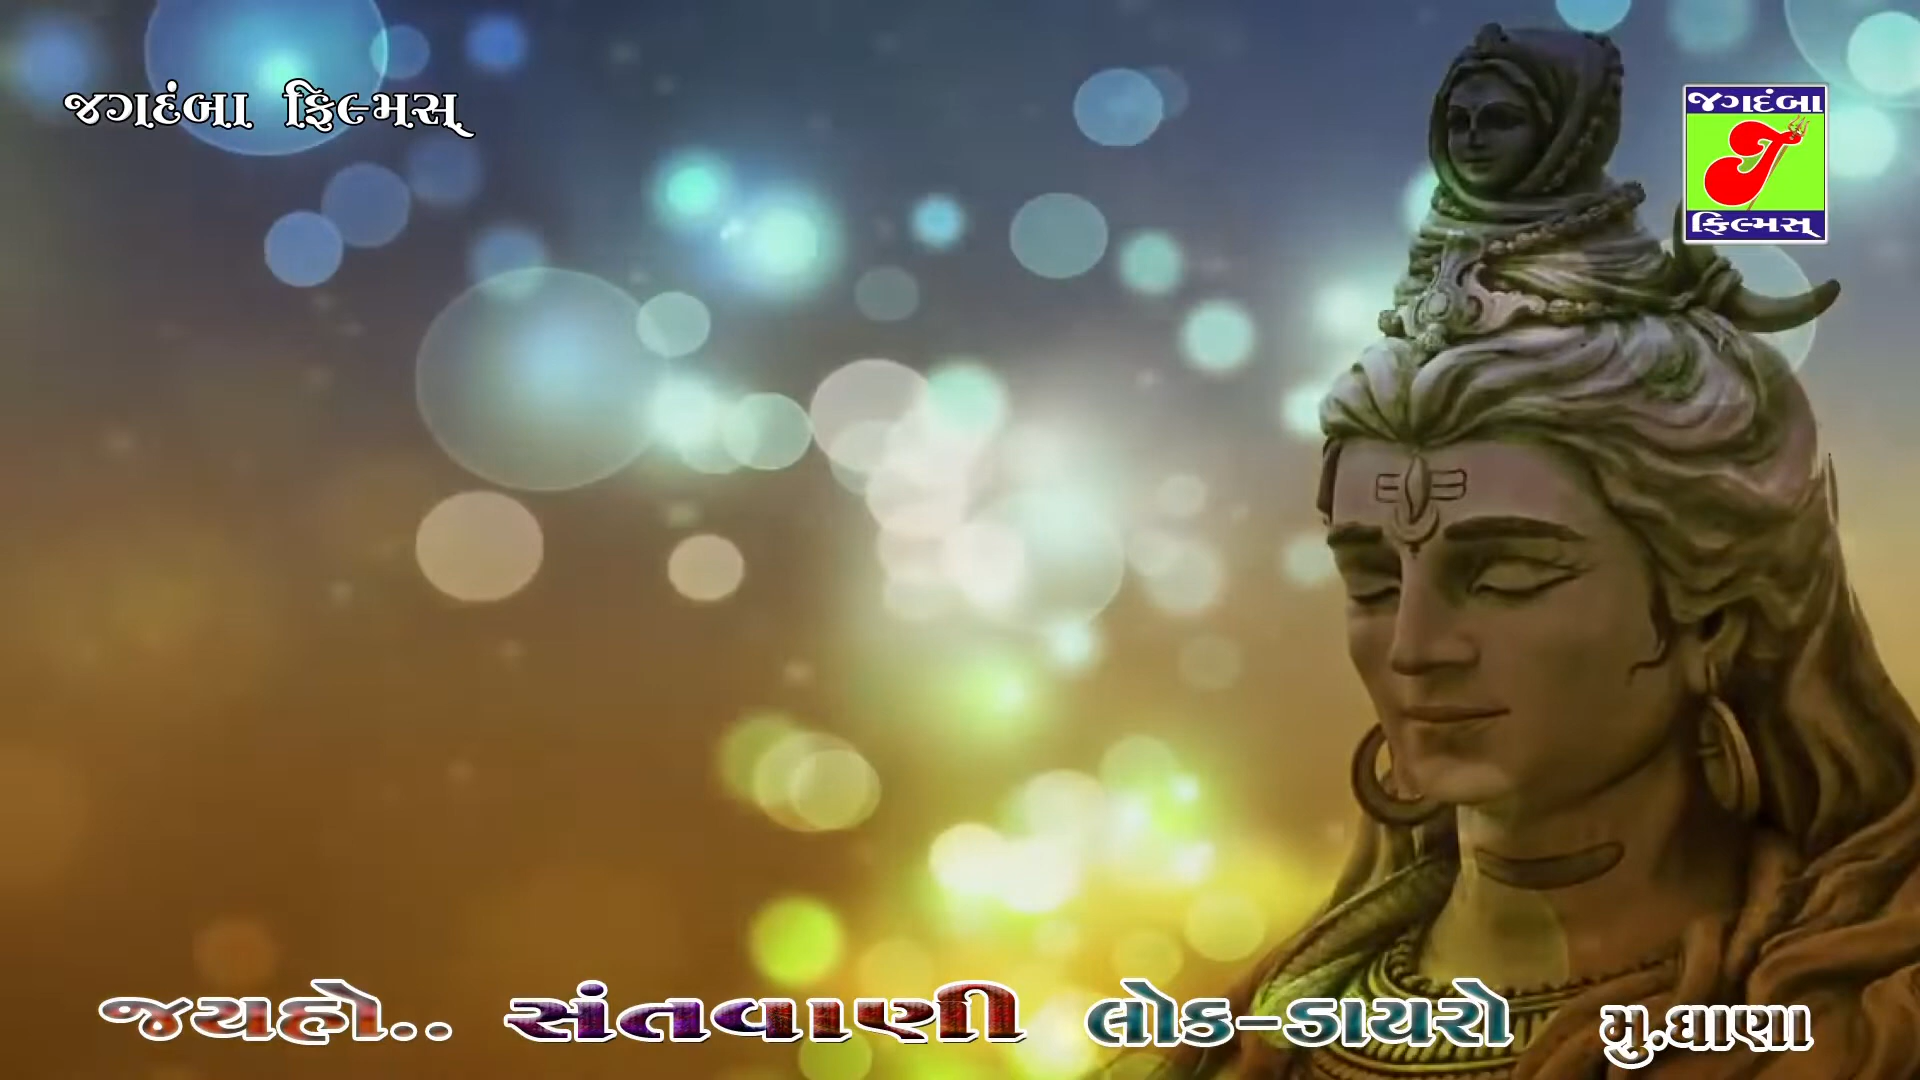 જગદંબા ફિલ્મસ્
જગદંબા
ફિલ્મસ્
જયહો.. સંતવાણી લોક-ડાયરો મુ.ધાણા